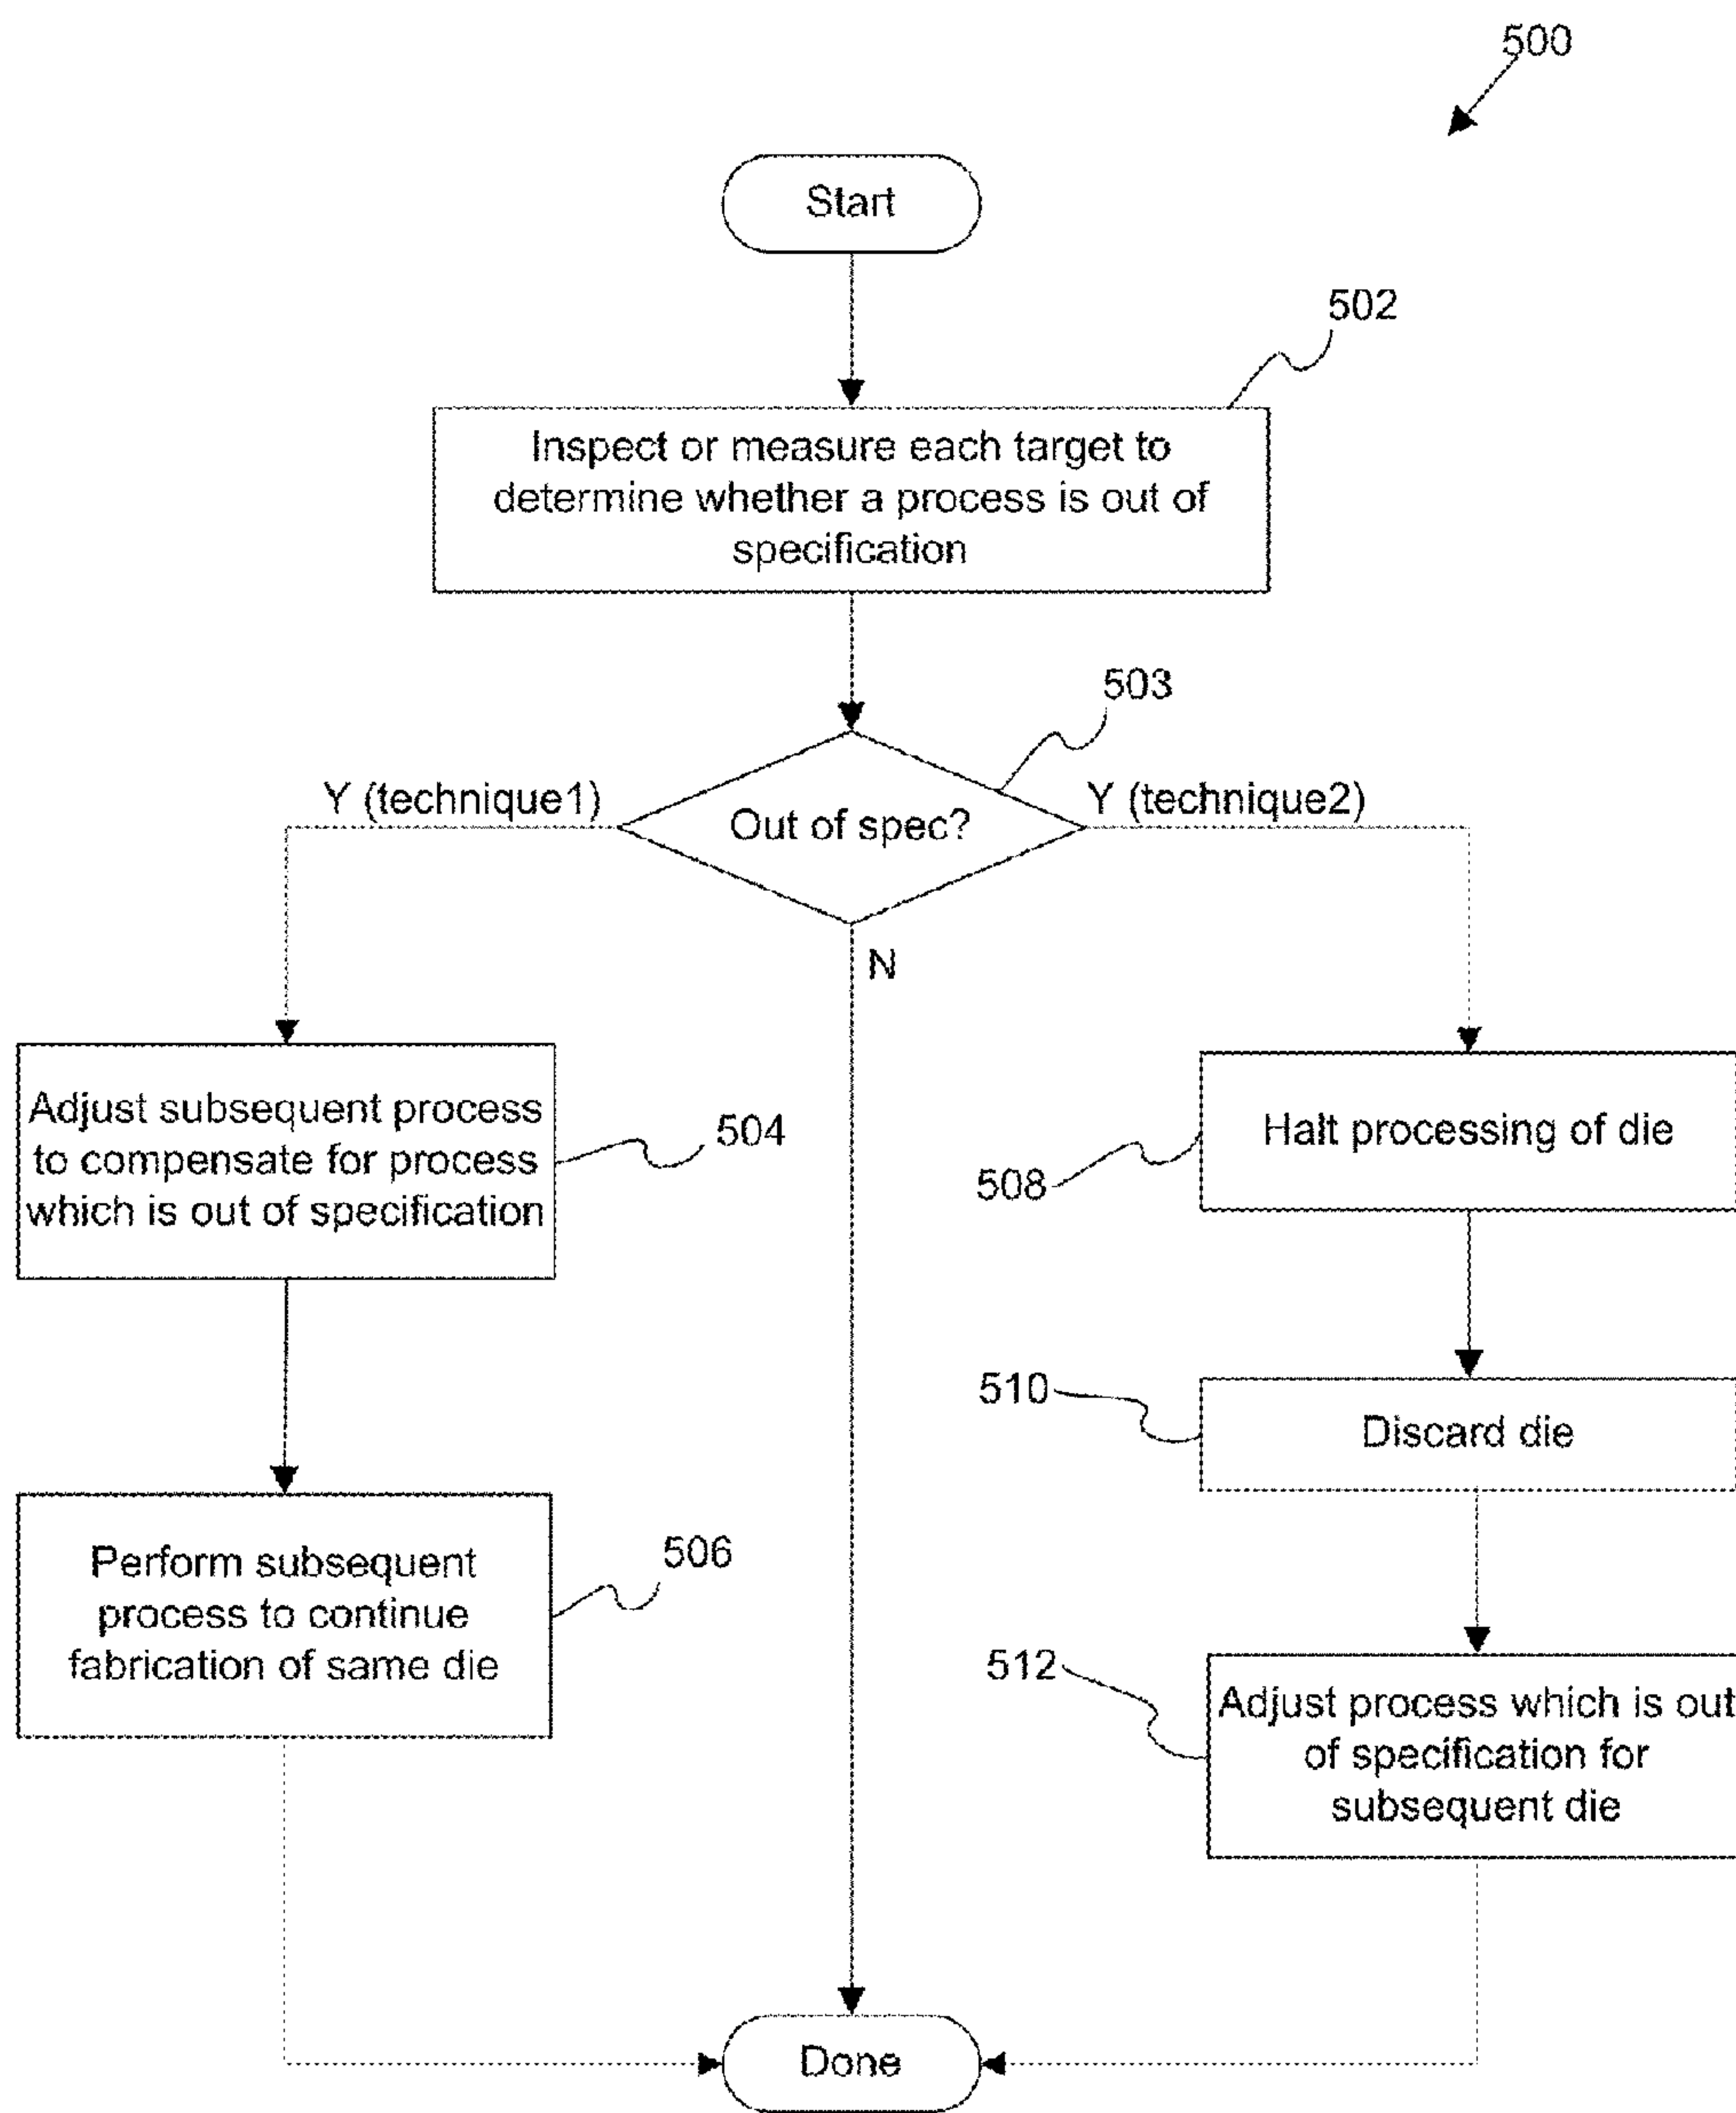 500
Start
502
Inspect or measure each target to
determine whether a process is out of
specification
503
Y (technique1)
Out of spec?
Y (technique2)
N
Adjust subsequent process
to compensate for process
which is out of specification
504
Halt processing of die
508
510
Discard die
Perform subsequent
process to continue
fabrication of same die
506
512
Adjust process which is out
of specification for
subsequent die
Done